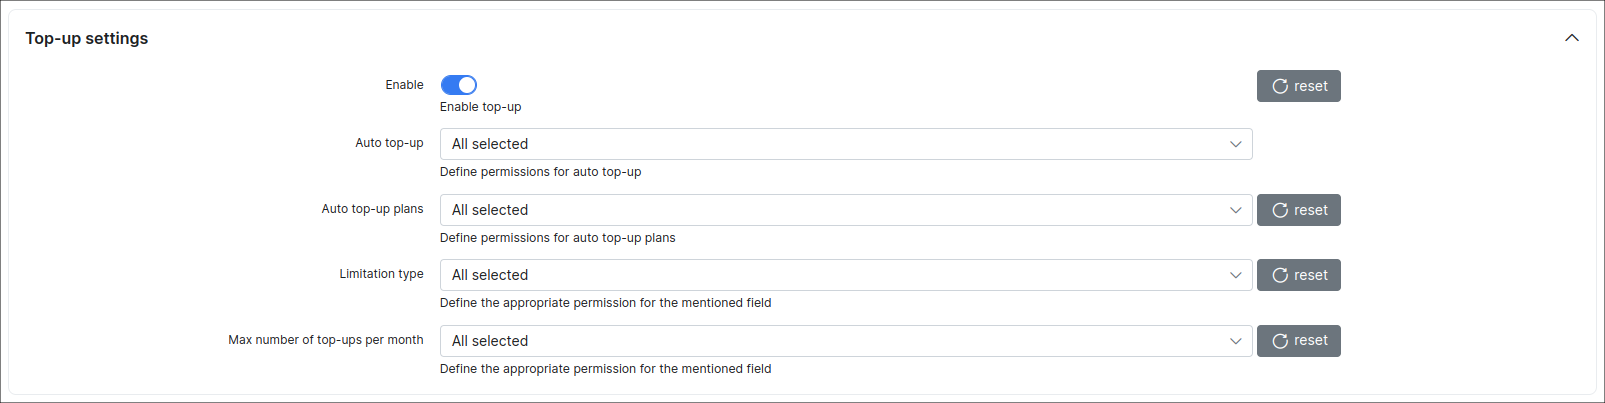 Top-up settings
Enable
reset
Enable top-up
Auto top-up
All selected
Define permissions for auto top-up
Auto top-up plans
All selected
reset
Define permissions for auto top-up plans
Limitation type
All selected
reset
Define the appropriate permission for the mentioned field
Max number of top-ups per month
All selected
reset
Define the appropriate permission for the mentioned field